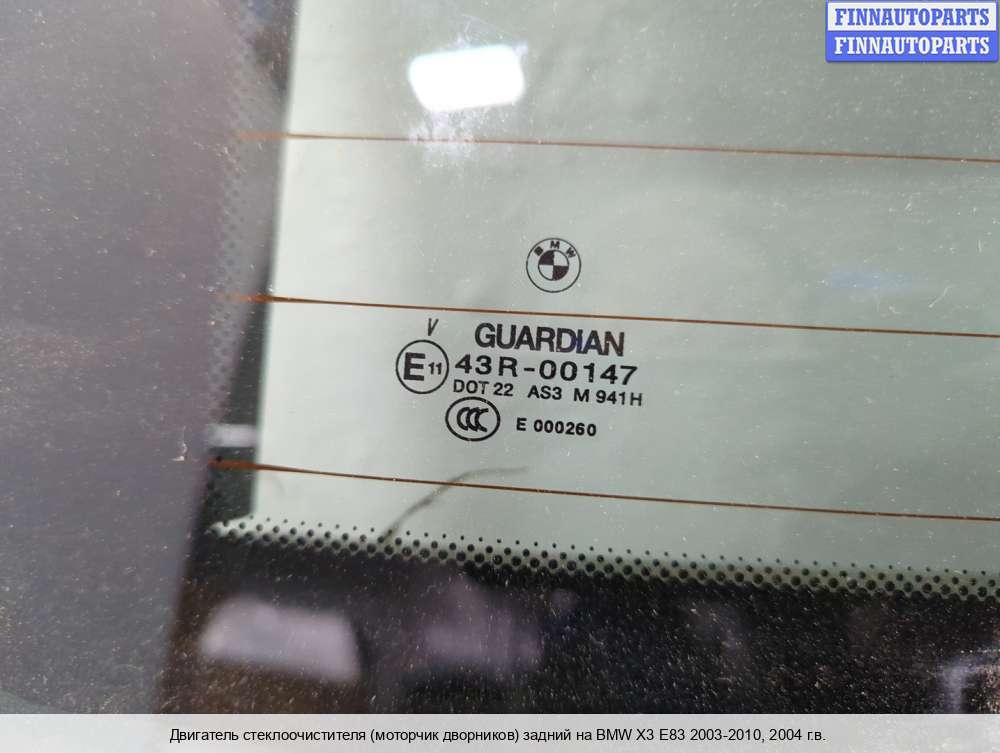 FINNAUTOPARTS
FINNAUTOPARTS
BMW
V
GUARDIAN
E 11 43R-00147
DOT 22 AS3 M 941H
CCC E 000260
Двигатель стеклоочистителя (моторчик дворников) задний на BMW X3 E83 2003-2010, 2004 г.в.